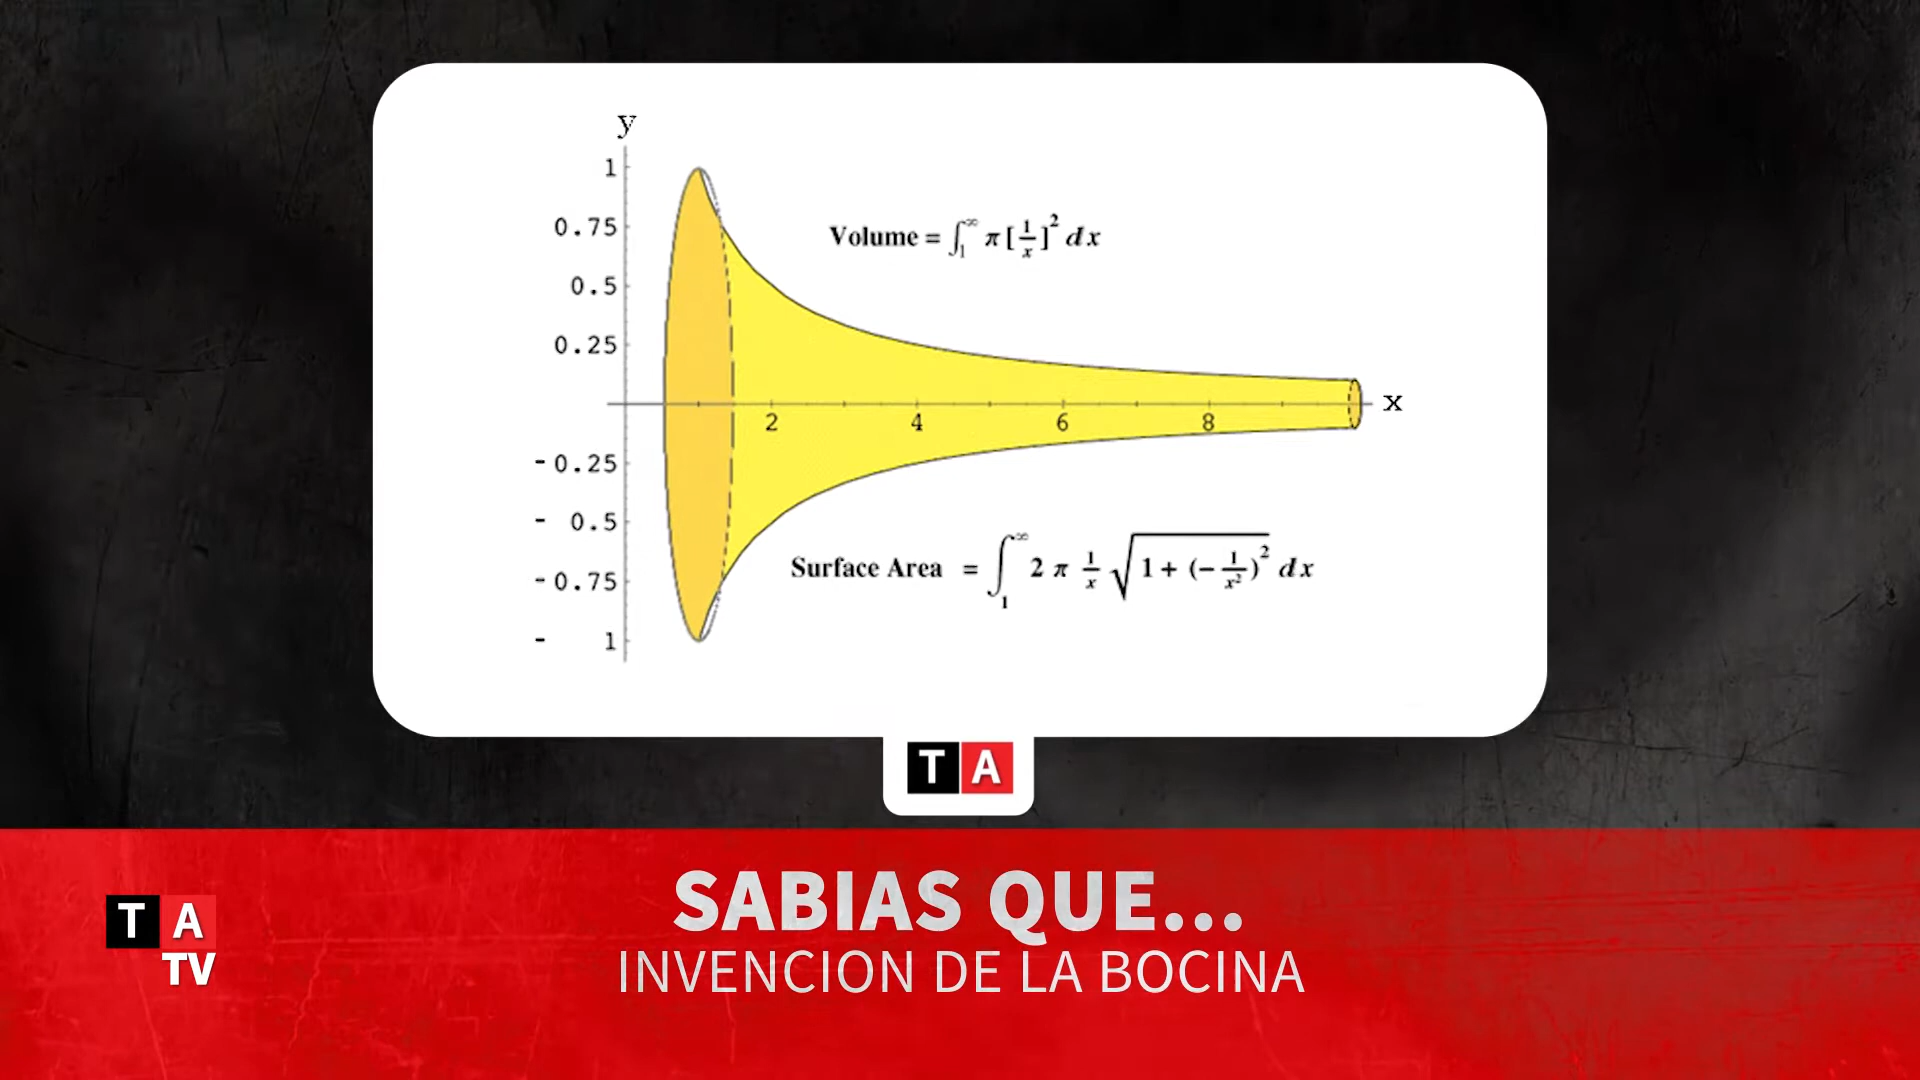 y
1
0.75
Volume = ∫₁^∞ π [1/x]² dx
0.5
0.25
x
2 4 6 8
-0.25
- 0.5
Surface Area = ∫₁^∞ 2 π 1/x √(1 + (− 1/x²)²) dx
-0.75
- 1
T A
SABIAS QUE...
T A
TV
INVENCION DE LA BOCINA